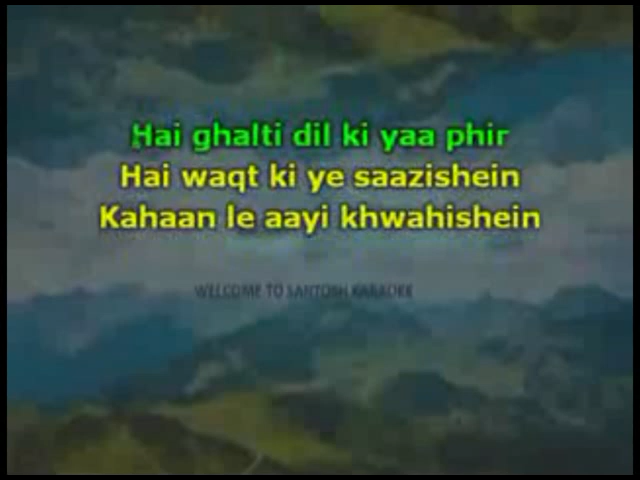 Hai ghalti dil ki yaa phir
Hai waqt ki ye saazishein
Kahaan le aayi khwahishein
WELCOME TO SANTOSH KARAOKE